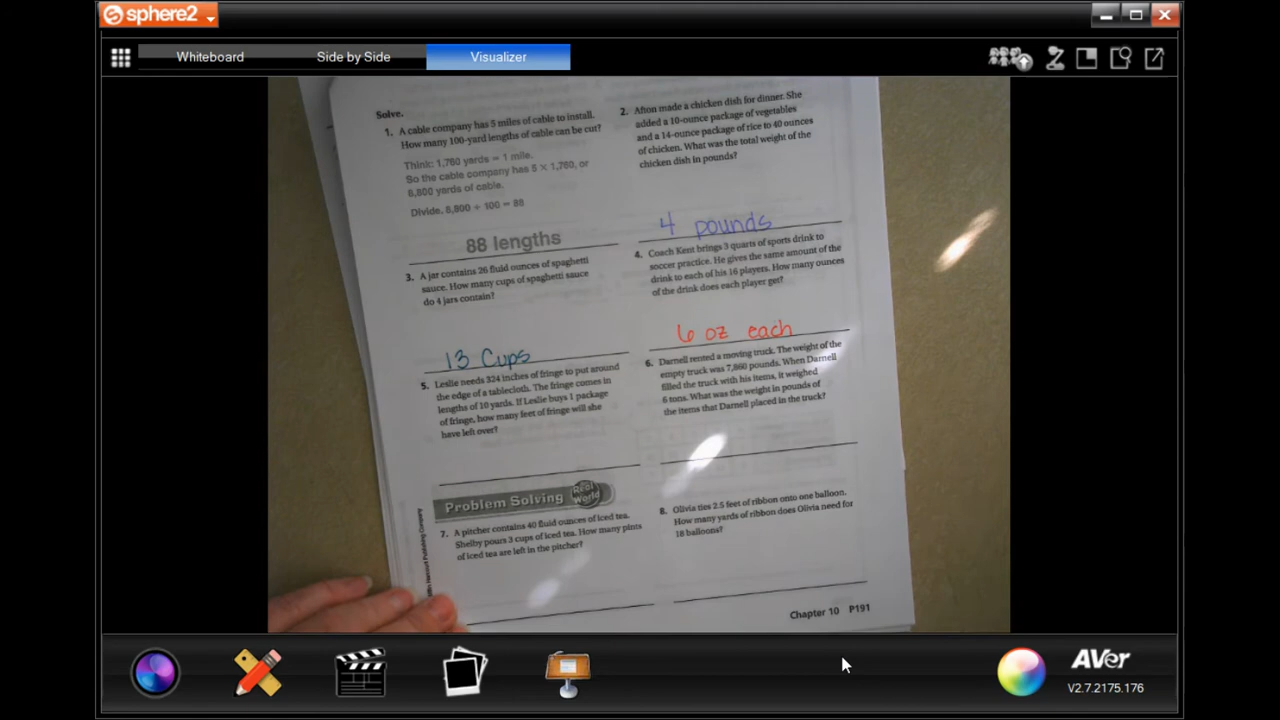 sphere2
Whiteboard
Side by Side
Visualizer
Solve.
1. A cable company has 5 miles of cable to install.
How many 100-yard lengths of cable can be cut?
Think: 1,760 yards = 1 mile.
So the cable company has 5 × 1,760, or
8,800 yards of cable.
Divide. 8,800 ÷ 100 = 88
88 lengths
2. Afton made a chicken dish for dinner. She
added a 10-ounce package of vegetables
and a 14-ounce package of rice to 40 ounces
of chicken. What was the total weight of the
chicken dish in pounds?
4 pounds
3. A jar contains 26 fluid ounces of spaghetti
sauce. How many cups of spaghetti sauce
do 4 jars contain?
13 Cups
4. Coach Kent brings 3 quarts of sports drink to
soccer practice. He gives the same amount of the
drink to each of his 16 players. How many ounces
of the drink does each player get?
6 oz each
5. Leslie needs 324 inches of fringe to put around
the edge of a tablecloth. The fringe comes in
lengths of 10 yards. If Leslie buys 1 package
of fringe, how many feet of fringe will she
have left over?
6. Darnell rented a moving truck. The weight of the
empty truck was 7,860 pounds. When Darnell
filled the truck with his items, it weighed
6 tons. What was the weight in pounds of
the items that Darnell placed in the truck?
Problem Solving Real World
7. A pitcher contains 40 fluid ounces of iced tea.
Shelby pours 3 cups of iced tea. How many pints
of iced tea are left in the pitcher?
8. Olivia ties 2.5 feet of ribbon onto one balloon.
How many yards of ribbon does Olivia need for
18 balloons?
Harcourt Publishing Company
Chapter 10 P191
AVer
V2.7.2175.176